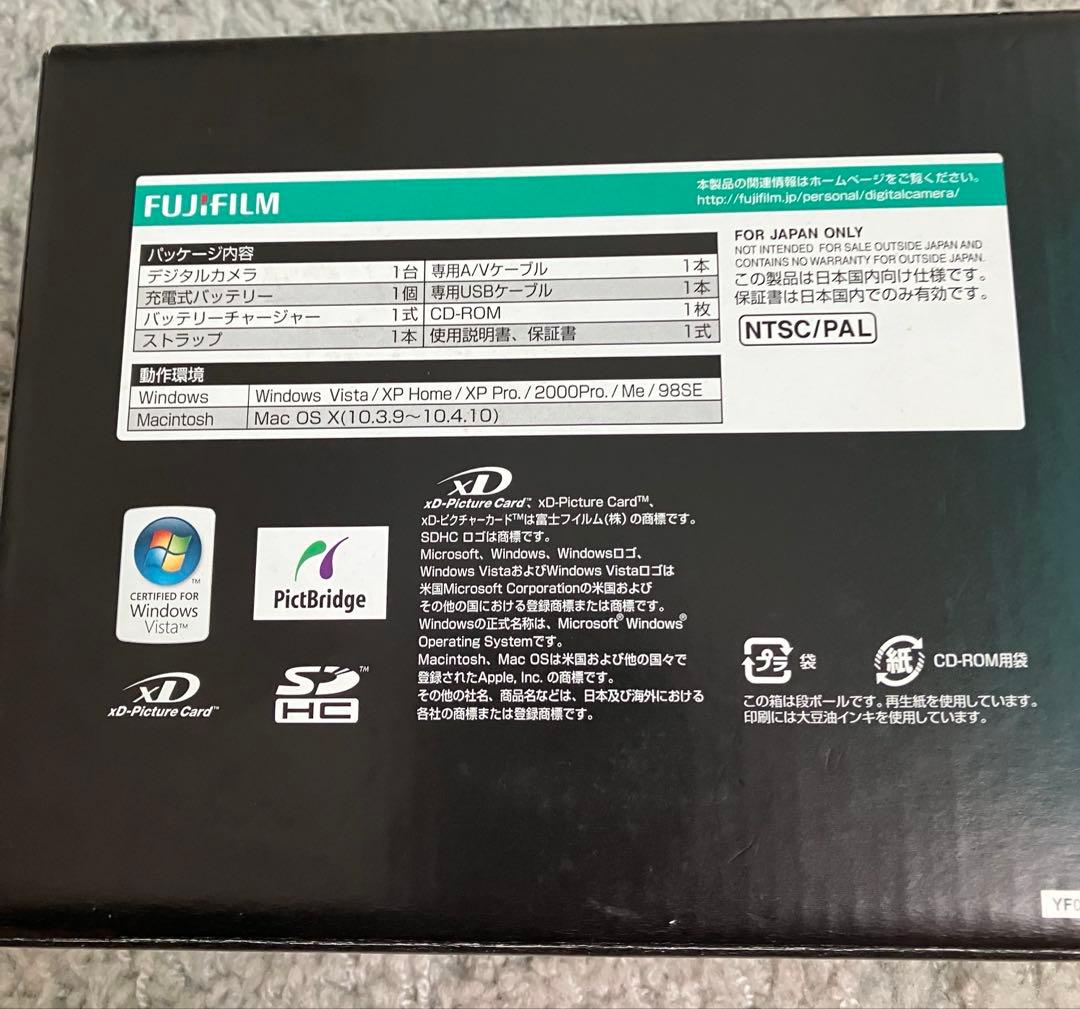 FUJIFILM
本製品の関連情報はホームページをご覧ください。
http://fujifilm.jp/personal/digitalcamera/
パッケージ内容
デジタルカメラ 1台 専用A/Vケーブル 1本
充電式バッテリー 1個 専用USBケーブル 1本
バッテリーチャージャー 1式 CD-ROM 1枚
ストラップ 1本 使用説明書、保証書 1式
動作環境
Windows Windows Vista/XP Home/XP Pro./2000Pro./Me/98SE
Macintosh Mac OS X(10.3.9〜10.4.10)
FOR JAPAN ONLY
NOT INTENDED FOR SALE OUTSIDE JAPAN AND
CONTAINS NO WARRANTY FOR OUTSIDE JAPAN.
この製品は日本国内向け仕様です。
保証書は日本国内でのみ有効です。
NTSC/PAL
CERTIFIED FOR
Windows
Vista™
PictBridge
xD
xD-Picture Card™
SD™
HC
xD
xD-Picture Card™、xD-Picture Card™、
xD-ピクチャーカード™は富士フイルム(株)の商標です。
SDHC ロゴは商標です。
Microsoft、Windows、Windowsロゴ、
Windows VistaおよびWindows Vistaロゴは
米国Microsoft Corporationの米国および
その他の国における登録商標または商標です。
Windowsの正式名称は、Microsoft® Windows®
Operating Systemです。
Macintosh、Mac OSは米国および他の国々で
登録されたApple, Inc. の商標です。
その他の社名、商品名などは、日本及び海外における
各社の商標または登録商標です。
プラ 袋
紙 CD-ROM用袋
この箱は段ボールです。再生紙を使用しています。
印刷には大豆油インキを使用しています。